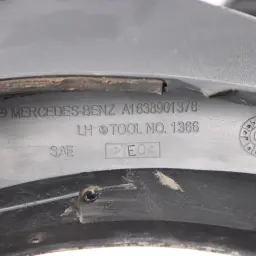 MERCEDES-BENZ A1638901378
LH TOOL NO. 1366
SAE